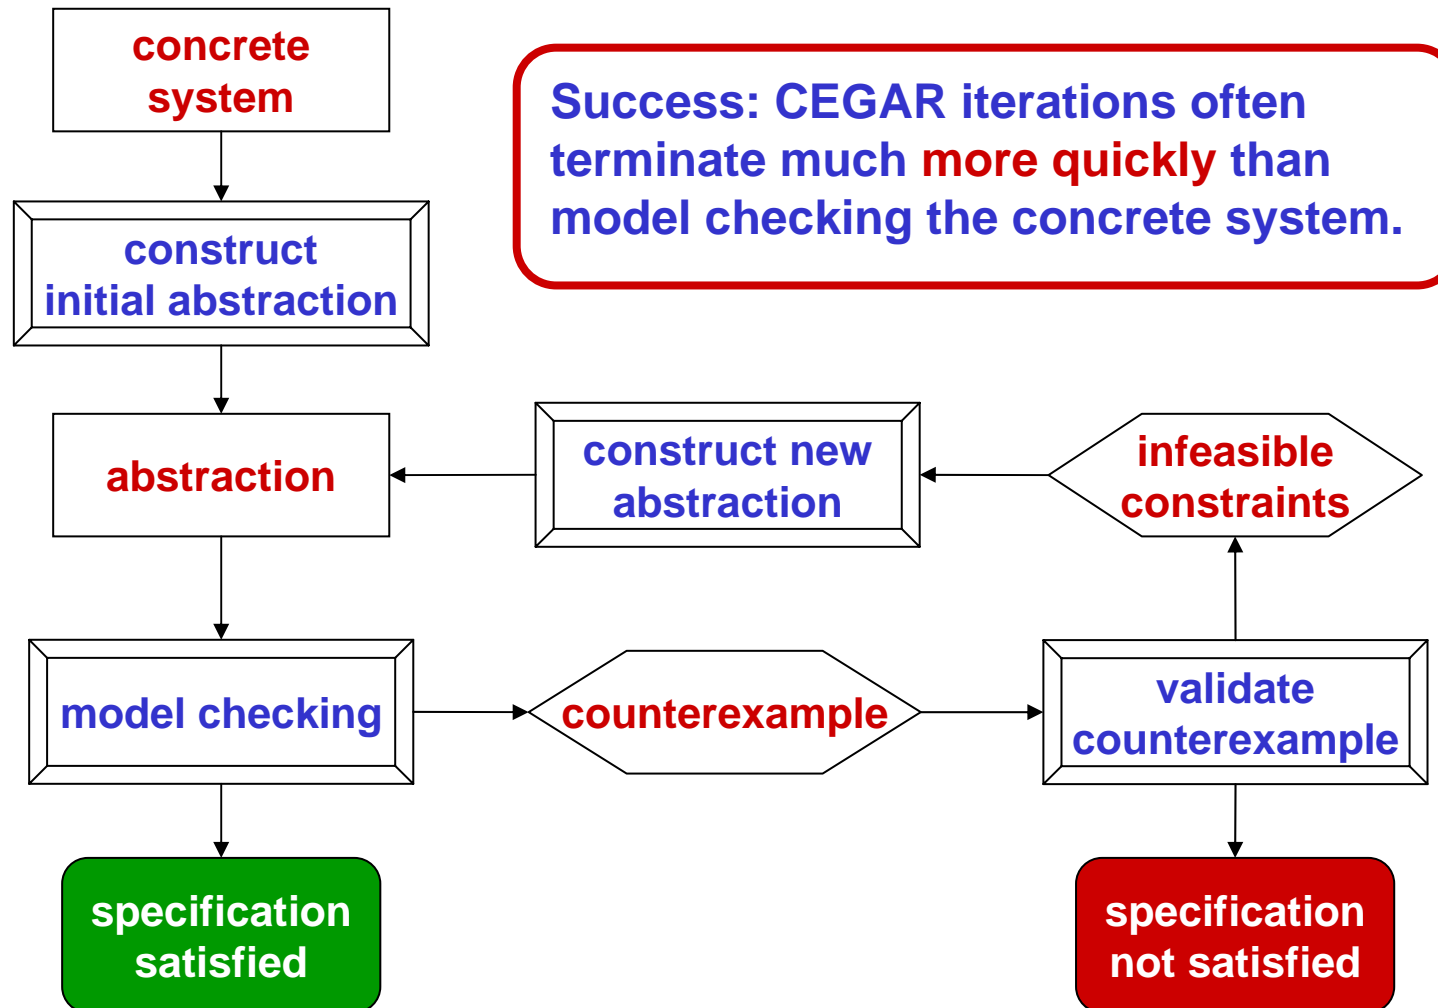 concrete
system
Success: CEGAR iterations often
terminate much more quickly than
model checking the concrete system.
construct
initial abstraction
abstraction
construct new
abstraction
infeasible
constraints
model checking
counterexample
validate
counterexample
specification
satisfied
specification
not satisfied